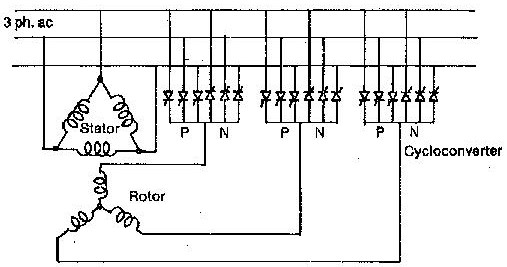 3 ph. ac
Stator
P N
P N
P N
Cycloconverter
Rotor